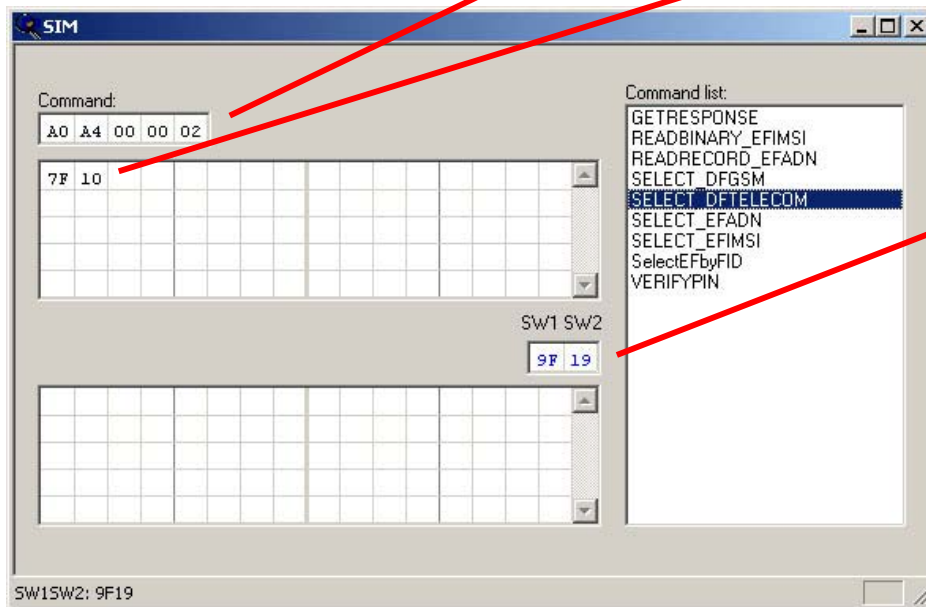 SIM
Command:
A0 A4 00 00 02
7F 10
SW1 SW2
9F 19
Command list:
GETRESPONSE
READBINARY_EFIMSI
READRECORD_EFADN
SELECT_DFGSM
SELECT_DFTELECOM
SELECT_EFADN
SELECT_EFIMSI
SelectEFbyFID
VERIFYPIN
SW1SW2: 9F19